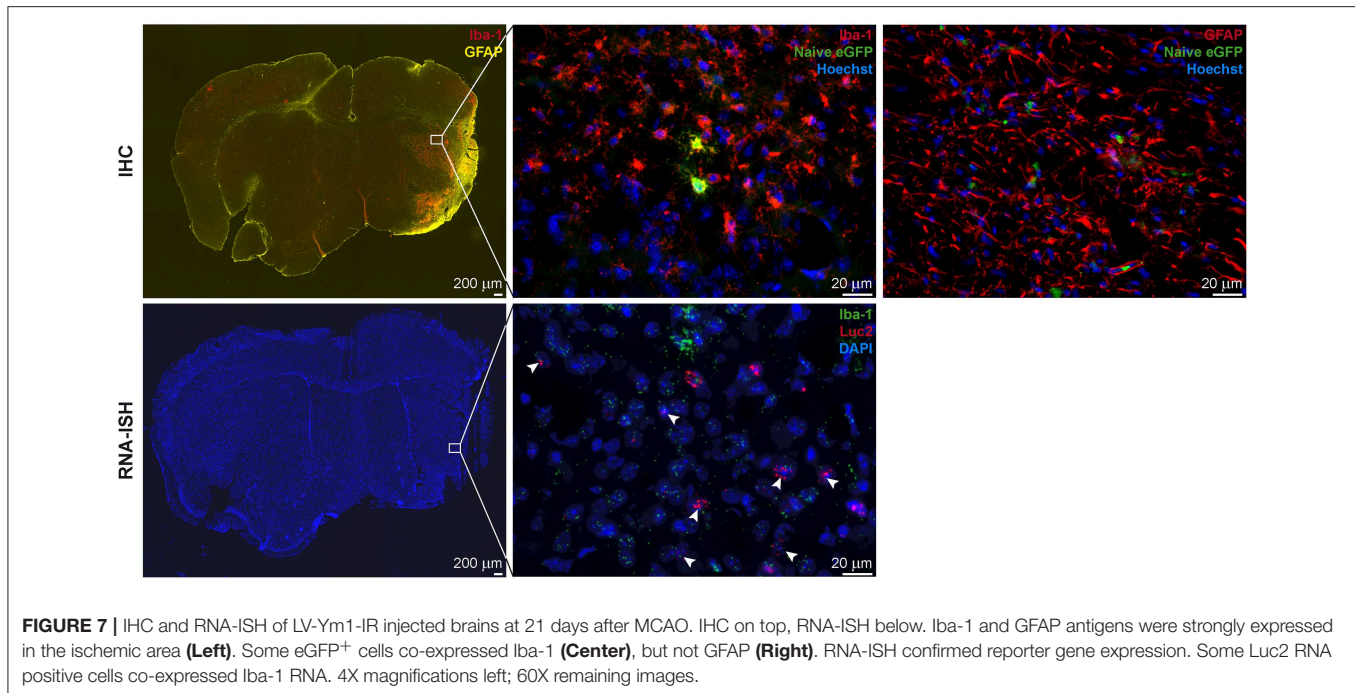 IHC
Iba-1
GFAP
200 µm
Iba-1
Naive eGFP
Hoechst
20 µm
GFAP
Naive eGFP
Hoechst
20 µm
RNA-ISH
200 µm
Iba-1
Luc2
DAPI
20 µm
FIGURE 7 | IHC and RNA-ISH of LV-Ym1-IR injected brains at 21 days after MCAO. IHC on top, RNA-ISH below. Iba-1 and GFAP antigens were strongly expressed
in the ischemic area (Left). Some eGFP+ cells co-expressed Iba-1 (Center), but not GFAP (Right). RNA-ISH confirmed reporter gene expression. Some Luc2 RNA
positive cells co-expressed Iba-1 RNA. 4X magnifications left; 60X remaining images.